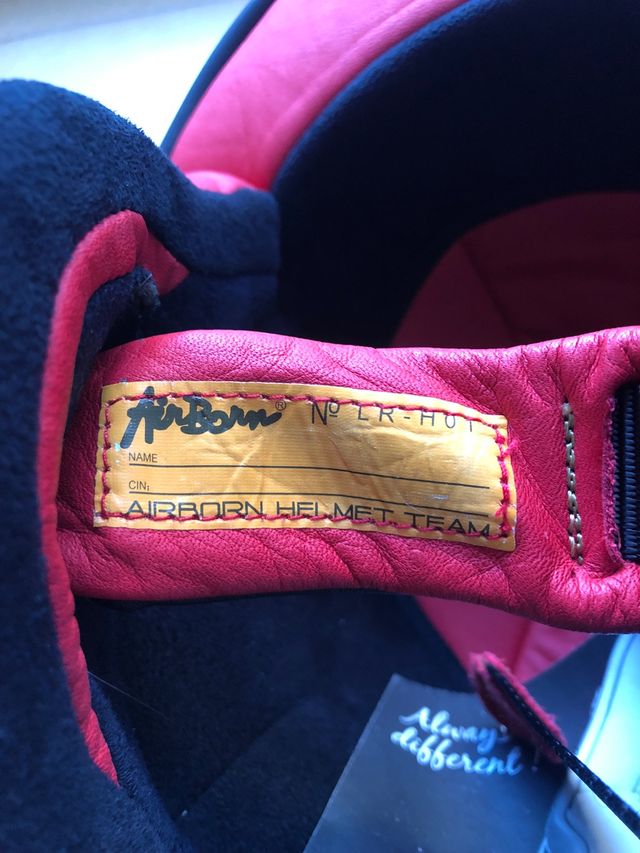 AirBorn® Nº LR-H01
NAME
CIN:
AIRBORN HELMET TEAM
Always
different!